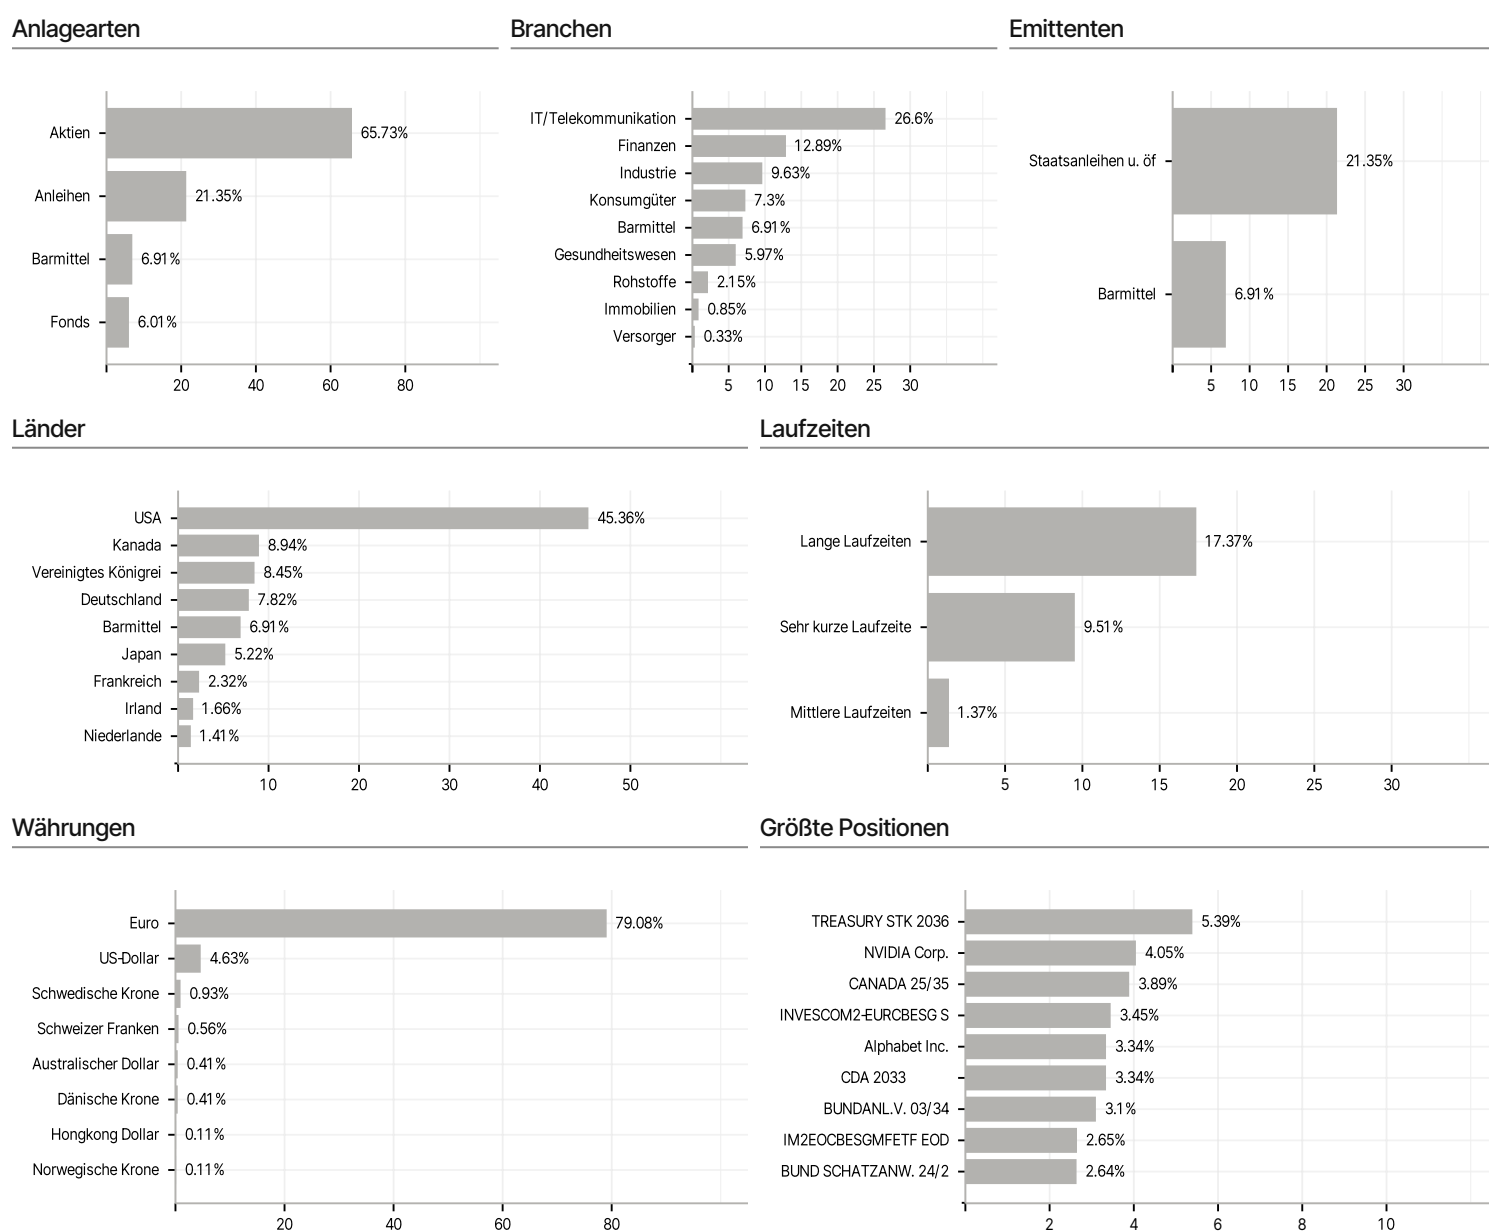 Anlagearten
Aktien 65.73%
Anleihen 21.35%
Barmittel 6.91%
Fonds 6.01%
20 40 60 80
Branchen
IT/Telekommunikation 26.6%
Finanzen 12.89%
Industrie 9.63%
Konsumgüter 7.3%
Barmittel 6.91%
Gesundheitswesen 5.97%
Rohstoffe 2.15%
Immobilien 0.85%
Versorger 0.33%
5 10 15 20 25 30
Emittenten
Staatsanleihen u. öf 21.35%
Barmittel 6.91%
5 10 15 20 25 30
Länder
USA 45.36%
Kanada 8.94%
Vereinigtes Königrei 8.45%
Deutschland 7.82%
Barmittel 6.91%
Japan 5.22%
Frankreich 2.32%
Irland 1.66%
Niederlande 1.41%
10 20 30 40 50
Laufzeiten
Lange Laufzeiten 17.37%
Sehr kurze Laufzeite 9.51%
Mittlere Laufzeiten 1.37%
5 10 15 20 25 30
Währungen
Euro 79.08%
US-Dollar 4.63%
Schwedische Krone 0.93%
Schweizer Franken 0.56%
Australischer Dollar 0.41%
Dänische Krone 0.41%
Hongkong Dollar 0.11%
Norwegische Krone 0.11%
20 40 60 80
Größte Positionen
TREASURY STK 2036 5.39%
NVIDIA Corp. 4.05%
CANADA 25/35 3.89%
INVESCOM2-EURCBESG S 3.45%
Alphabet Inc. 3.34%
CDA 2033 3.34%
BUNDANL.V. 03/34 3.1%
IM2EOCBESGMFETF EOD 2.65%
BUND SCHATZANW. 24/2 2.64%
2 4 6 8 10